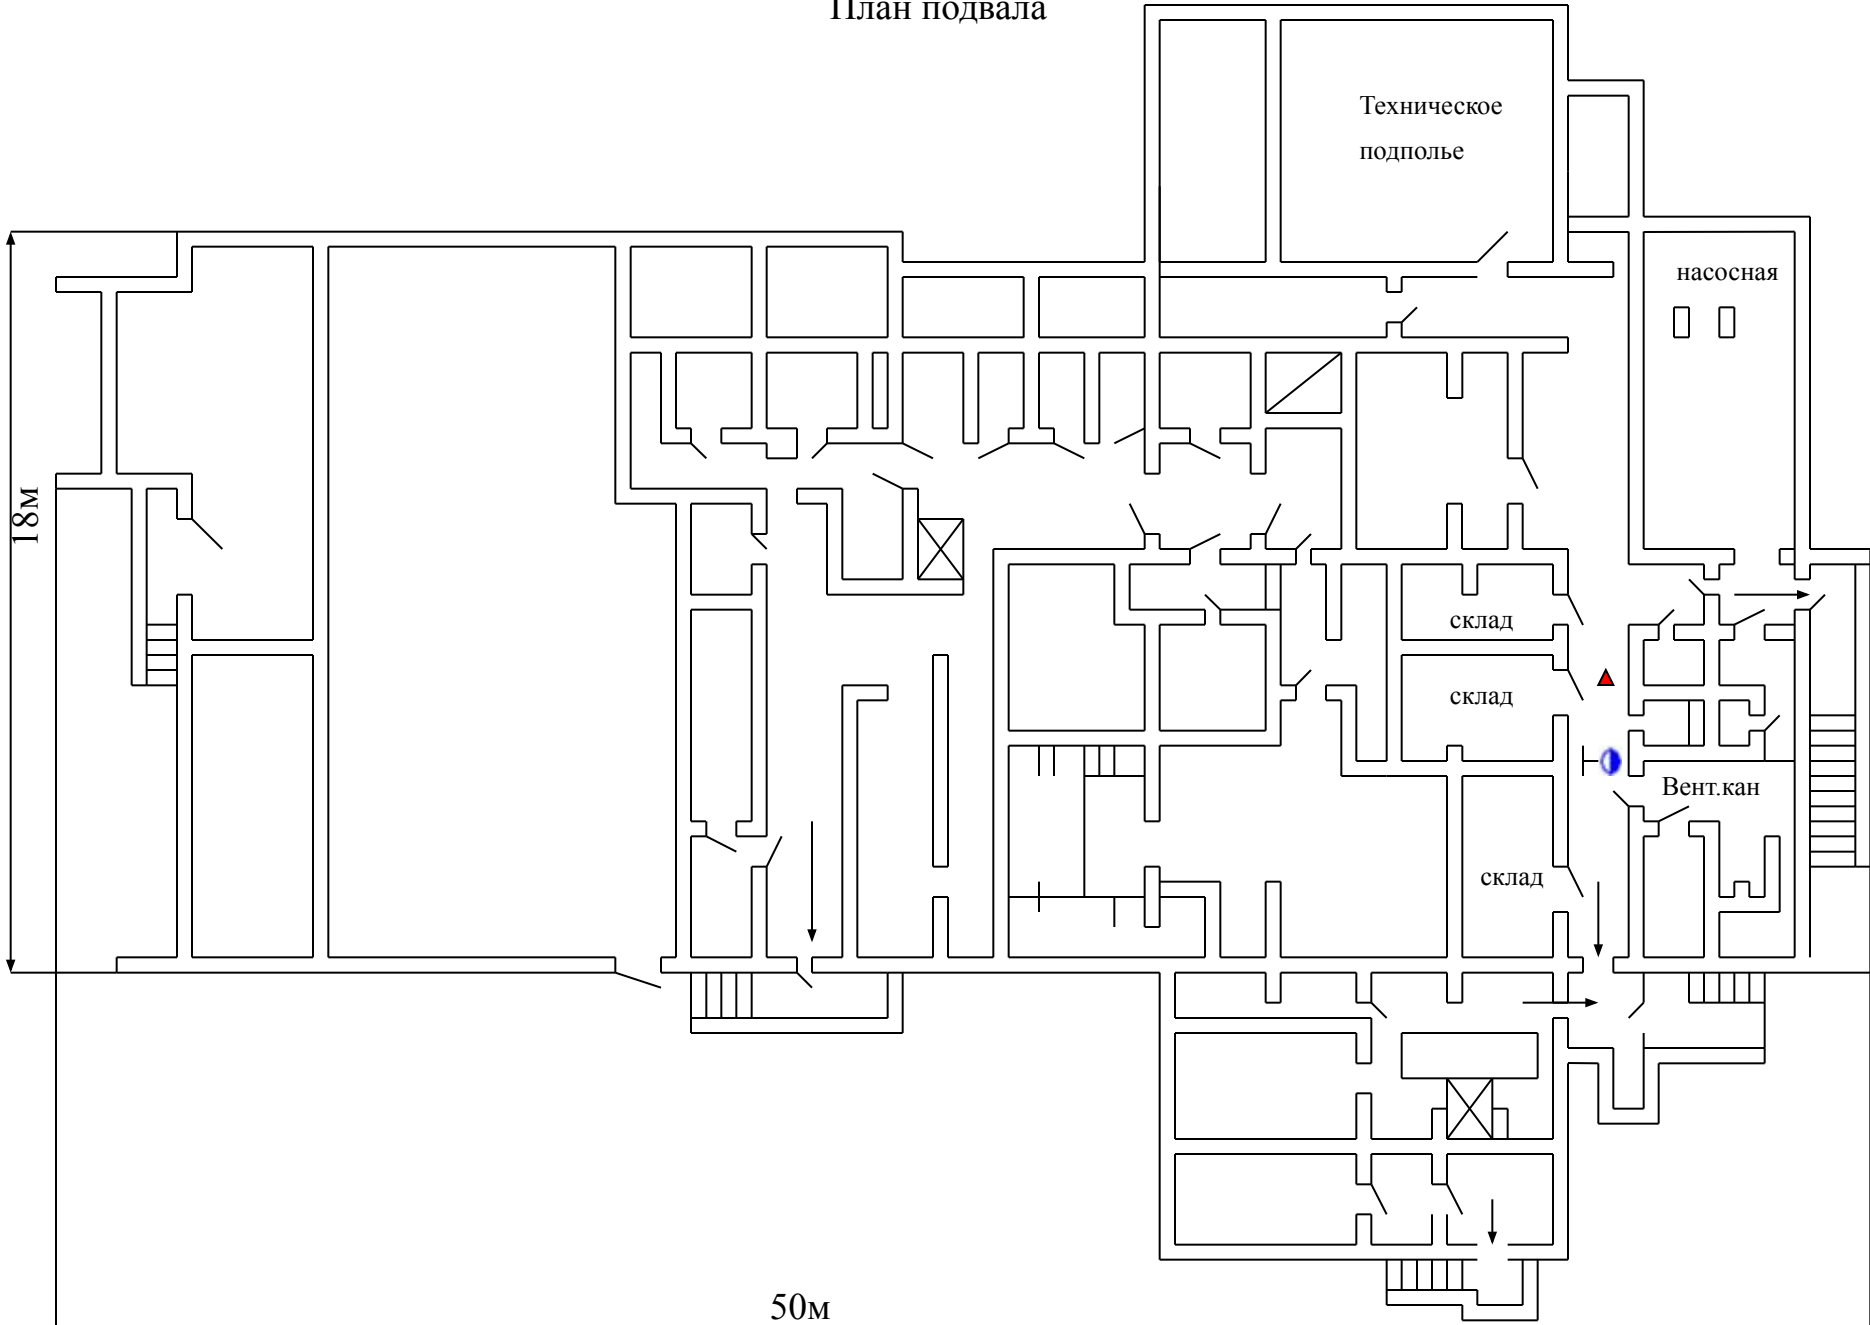 План подвала
Техническое
подполье
насосная
18м
склад
склад
Вент.кан
склад
50м